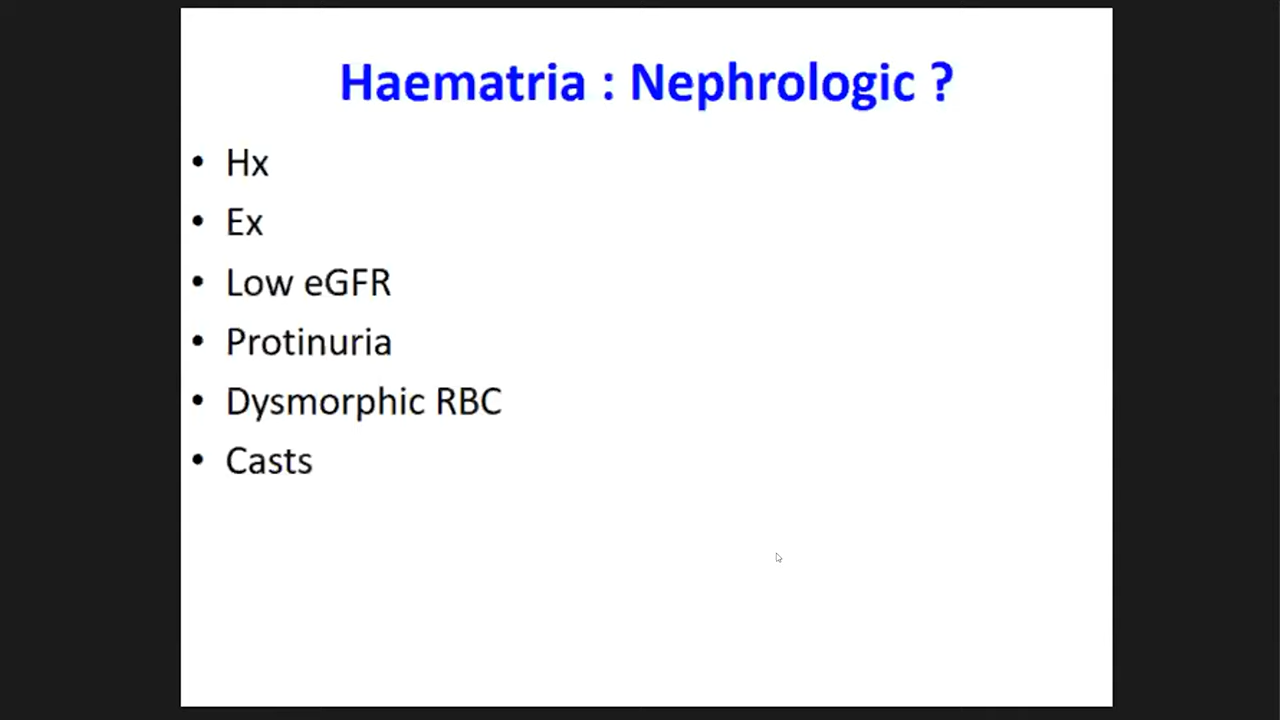 Haematria : Nephrologic ?
• Hx
• Ex
• Low eGFR
• Protinuria
• Dysmorphic RBC
• Casts